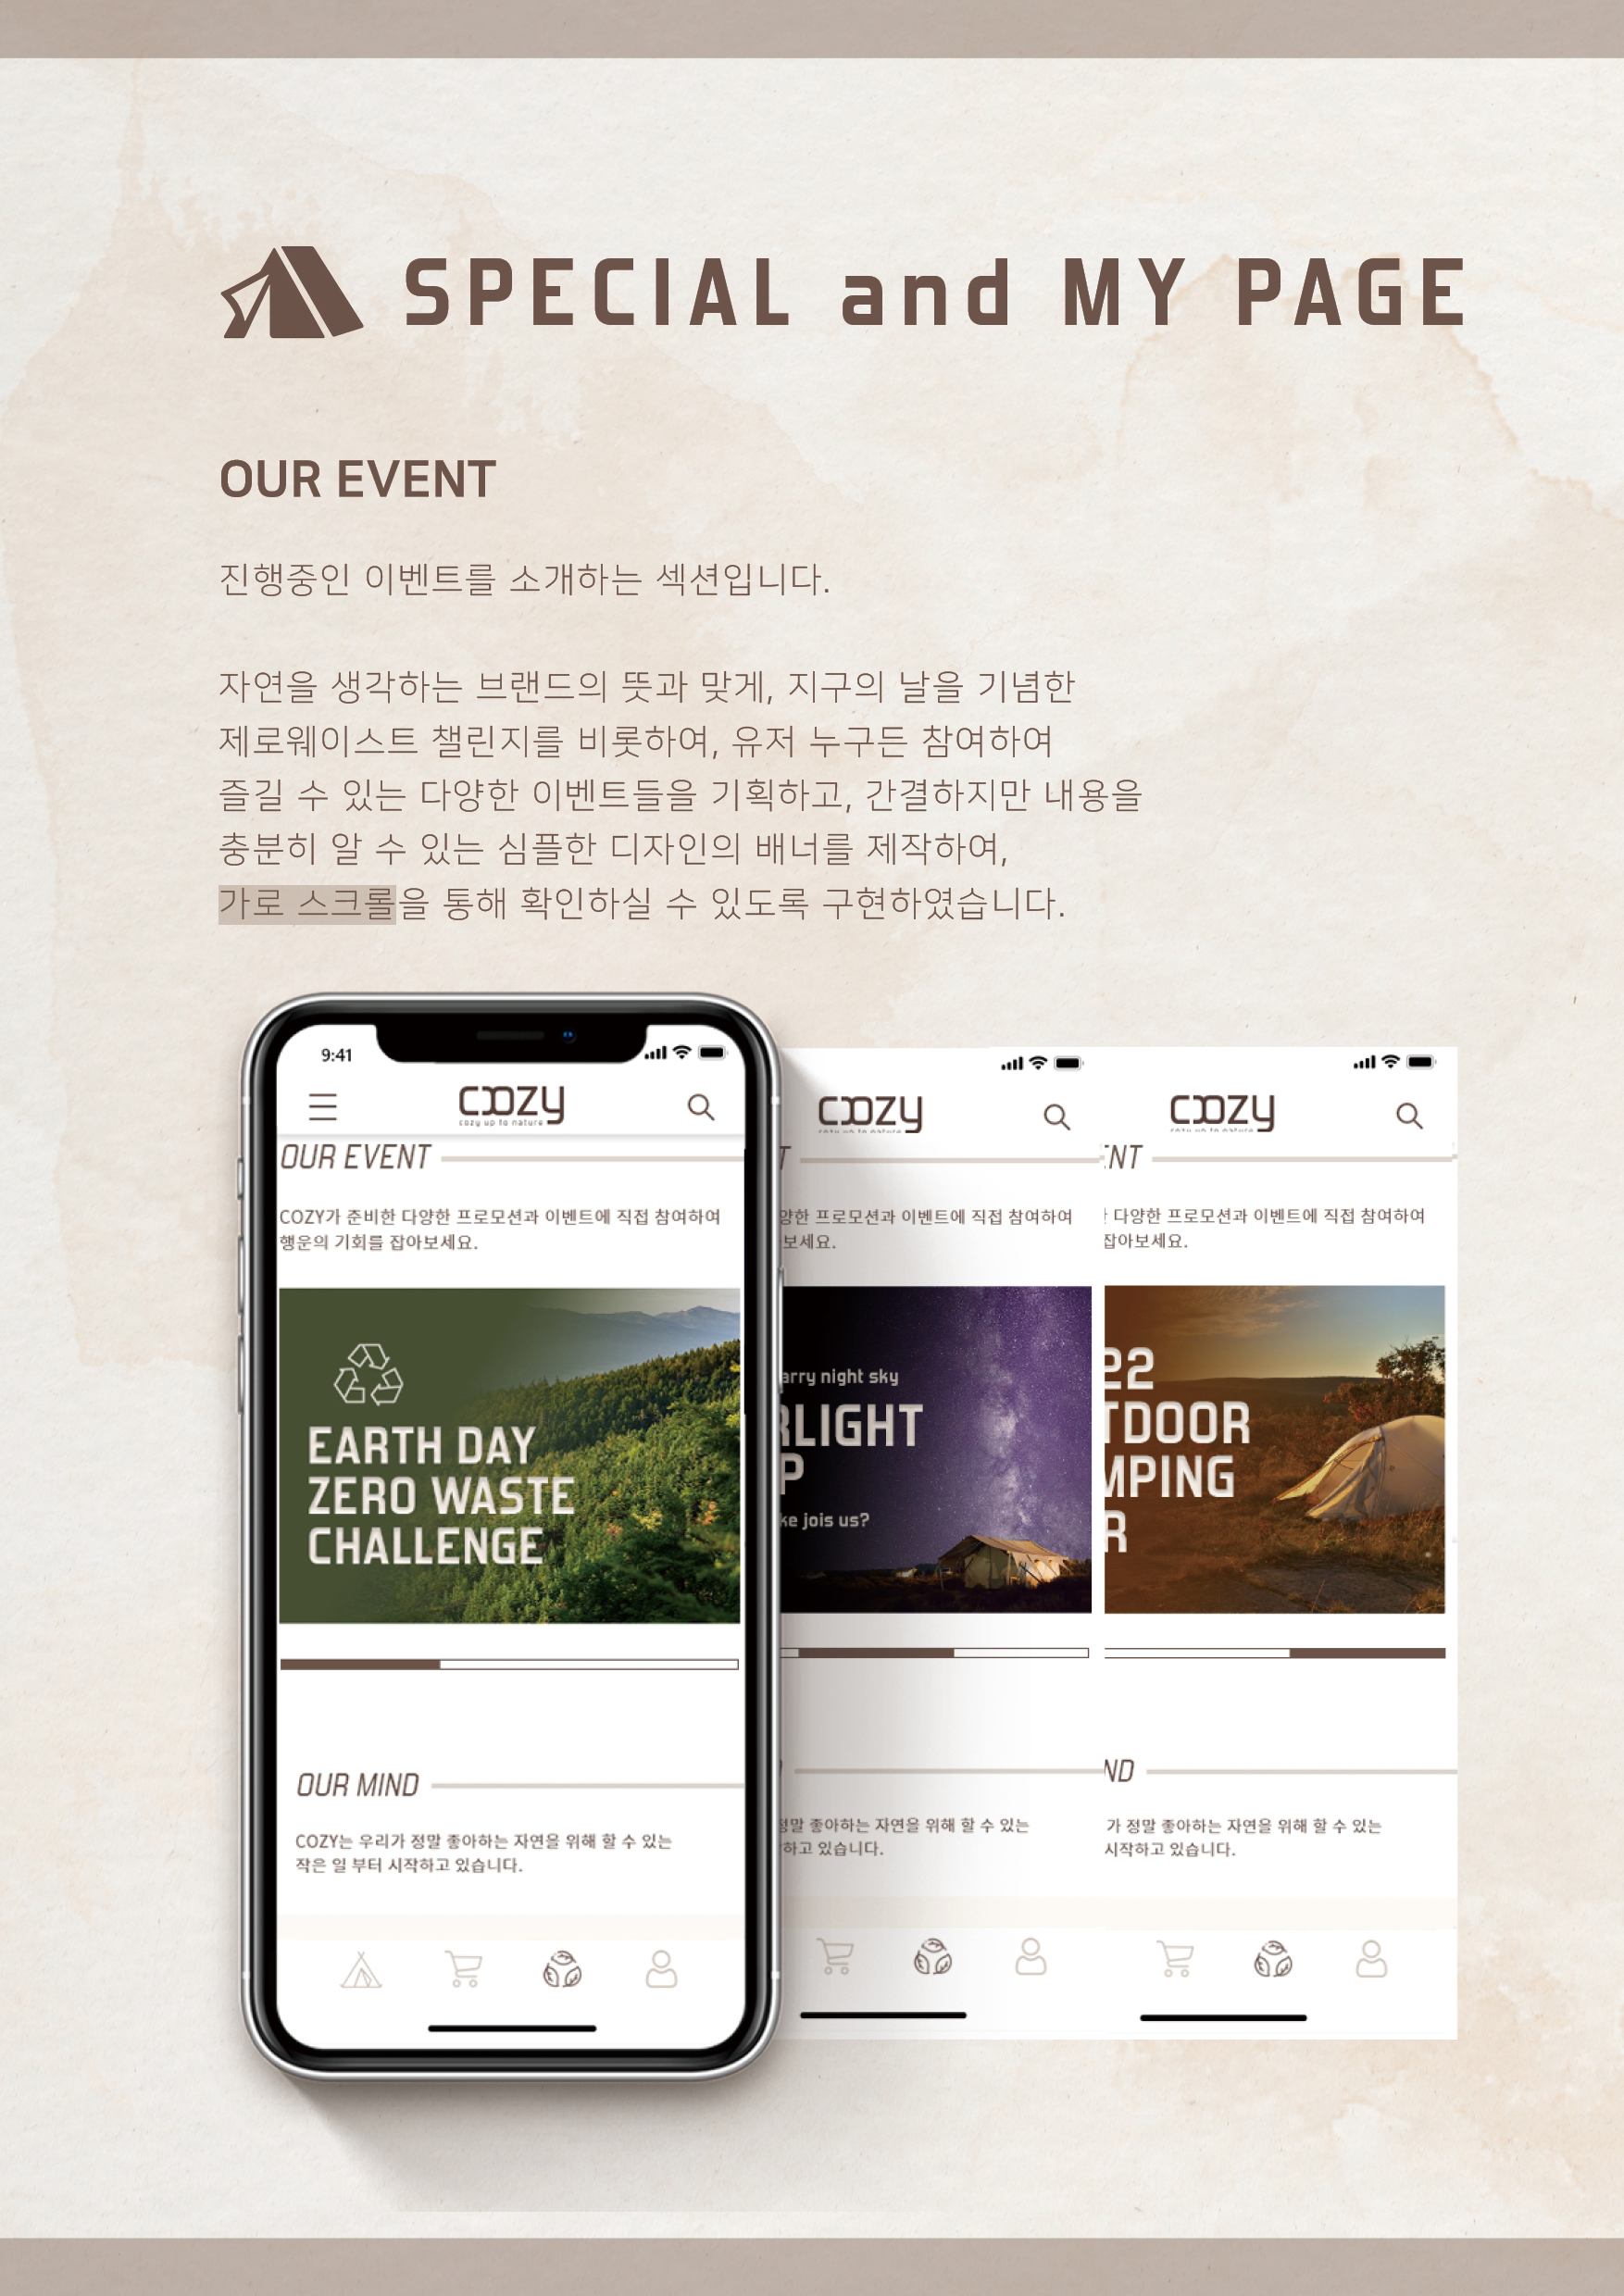 SPECIAL and MY PAGE
OUR EVENT
진행중인 이벤트를 소개하는 섹션입니다.
자연을 생각하는 브랜드의 뜻과 맞게, 지구의 날을 기념한
제로웨이스트 챌린지를 비롯하여, 유저 누구든 참여하여
즐길 수 있는 다양한 이벤트들을 기획하고, 간결하지만 내용을
충분히 알 수 있는 심플한 디자인의 배너를 제작하여,
가로 스크롤을 통해 확인하실 수 있도록 구현하였습니다.
9:41
COZY
cozy up to nature
OUR EVENT
COZY가 준비한 다양한 프로모션과 이벤트에 직접 참여하여
행운의 기회를 잡아보세요.
EARTH DAY
ZERO WASTE
CHALLENGE
OUR MIND
COZY는 우리가 정말 좋아하는 자연을 위해 할 수 있는
작은 일 부터 시작하고 있습니다.
COZY
T
양한 프로모션과 이벤트에 직접 참여하여
보세요.
arry night sky
RLIGHT
P
ke jois us?
정말 좋아하는 자연을 위해 할 수 있는
하고 있습니다.
COZY
ENT
다양한 프로모션과 이벤트에 직접 참여하여
잡아보세요.
22
TDOOR
MPING
R
ND
가 정말 좋아하는 자연을 위해 할 수 있는
시작하고 있습니다.